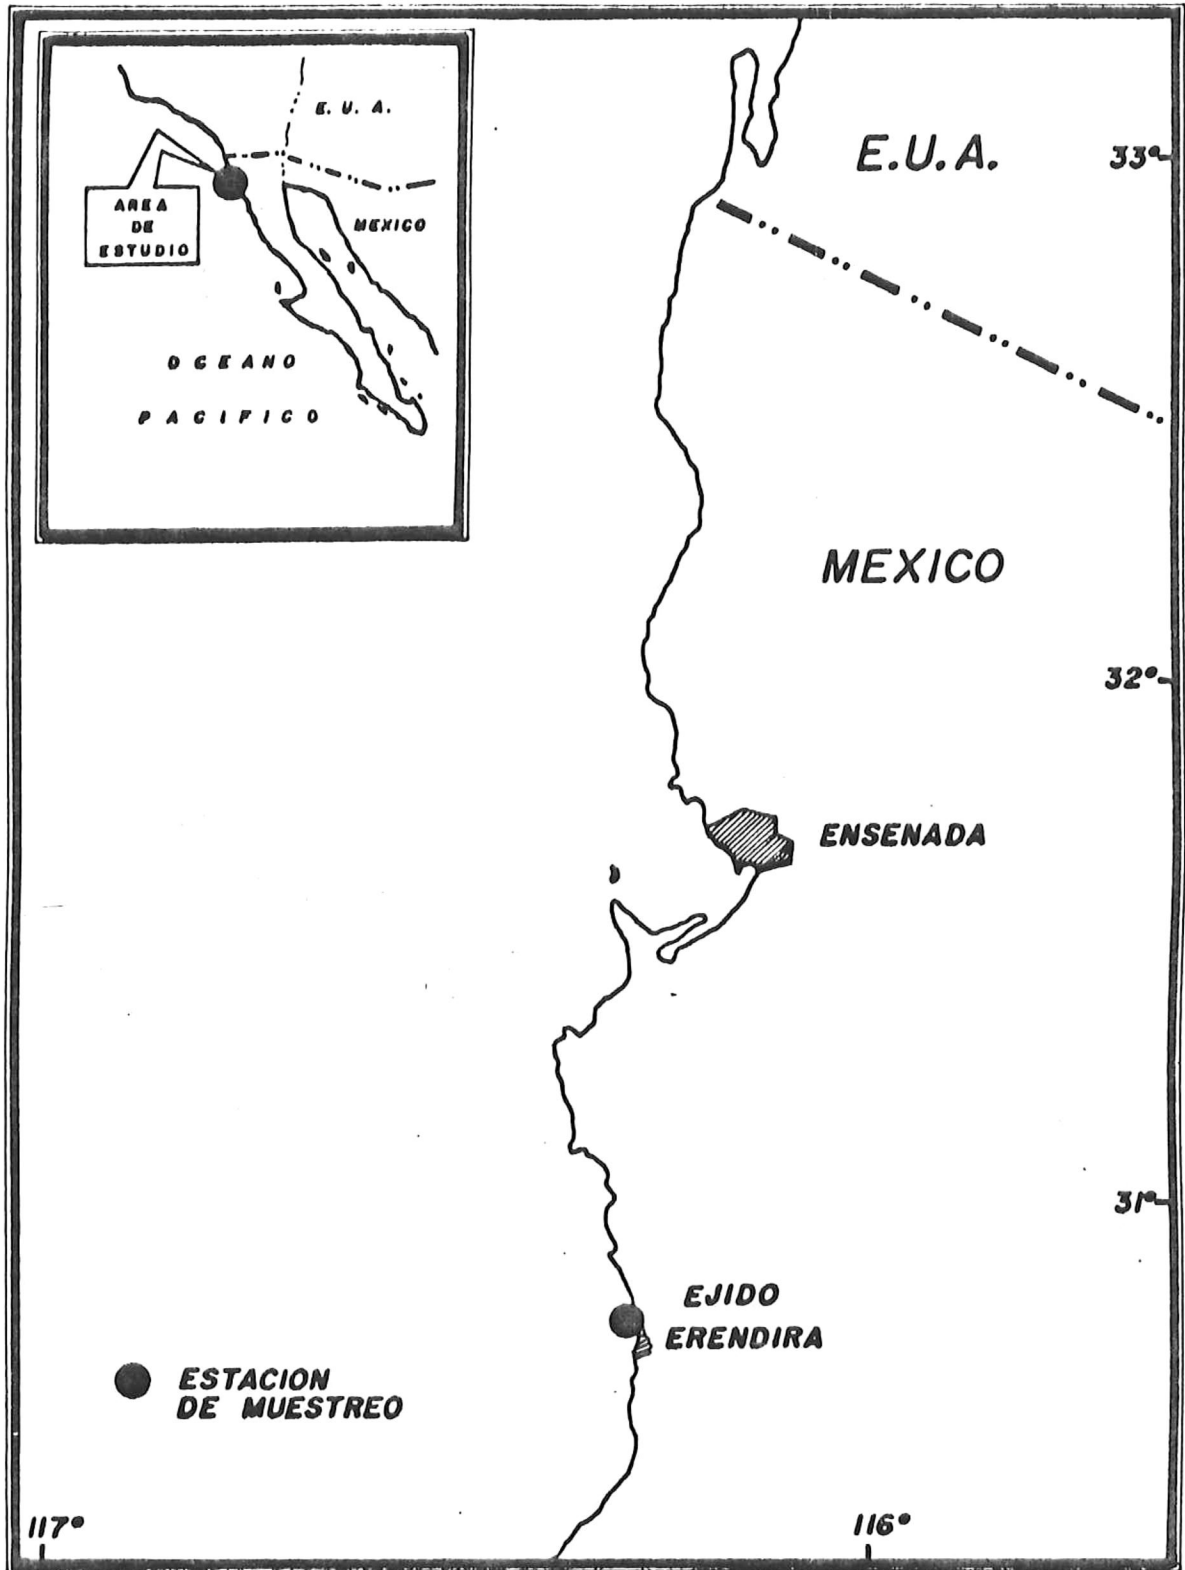 E. U. A.
AREA
DE
ESTUDIO
MEXICO
OCEANO
PACIFICO
E.U.A.
33°
MEXICO
32°
ENSENADA
31°
EJIDO
ERENDIRA
ESTACION
DE MUESTREO
117°
116°